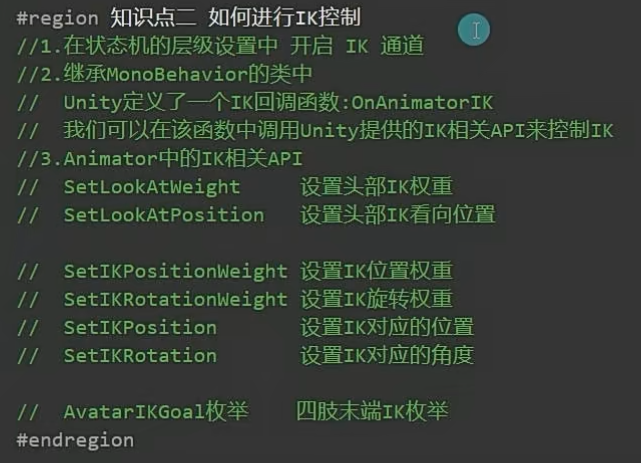 #region 知识点二 如何进行IK控制
//1.在状态机的层级设置中 开启 IK 通道
//2.继承MonoBehavior的类中
//  Unity定义了一个IK回调函数:OnAnimatorIK
//  我们可以在该函数中调用Unity提供的IK相关API来控制IK
//3.Animator中的IK相关API
//  SetLookAtWeight     设置头部IK权重
//  SetLookAtPosition   设置头部IK看向位置
//  SetIKPositionWeight 设置IK位置权重
//  SetIKRotationWeight 设置IK旋转权重
//  SetIKPosition       设置IK对应的位置
//  SetIKRotation       设置IK对应的角度
//  AvatarIKGoal枚举    四肢末端IK枚举
#endregion